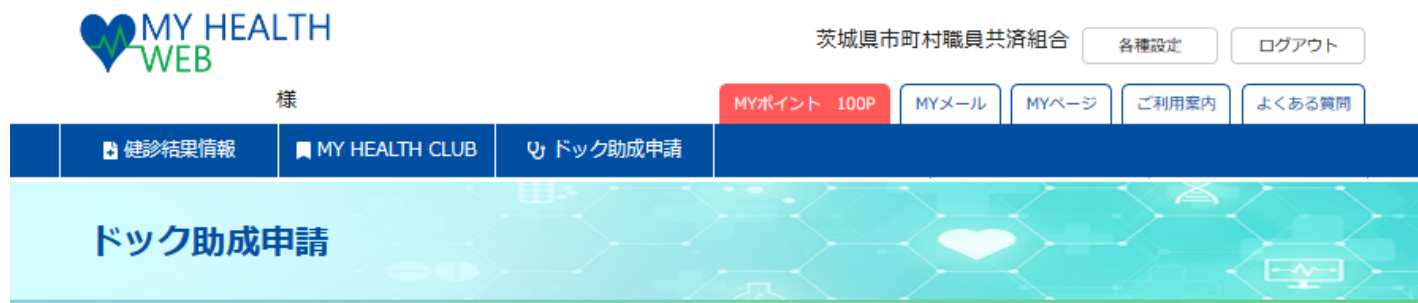 MY HEALTH
WEB
茨城県市町村職員共済組合 各種設定 ログアウト
様
MYポイント 100P MYメール MYページ ご利用案内 よくある質問
健診結果情報 MY HEALTH CLUB ドック助成申請
ドック助成申請